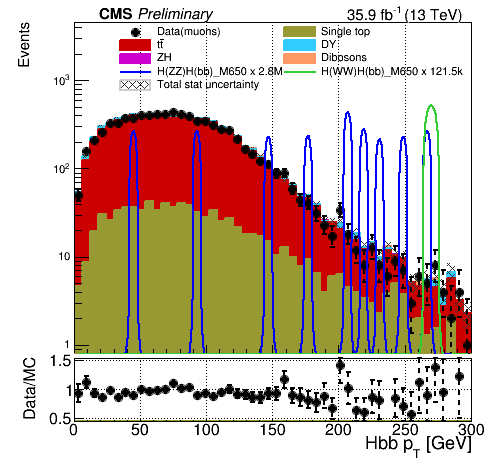 CMS Preliminary 35.9 fb⁻¹ (13 TeV)
Events
Data(muons) Single top
tt̄ DY
ZH Dibosons
H(ZZ)H(bb)_M650 x 2.8M H(WW)H(bb)_M650 x 121.5k
Total stat uncertainty
10³
10²
10
1
Data/MC
1.5
1.0
0.5
0 50 100 150 200 250 300
Hbb p_T [GeV]